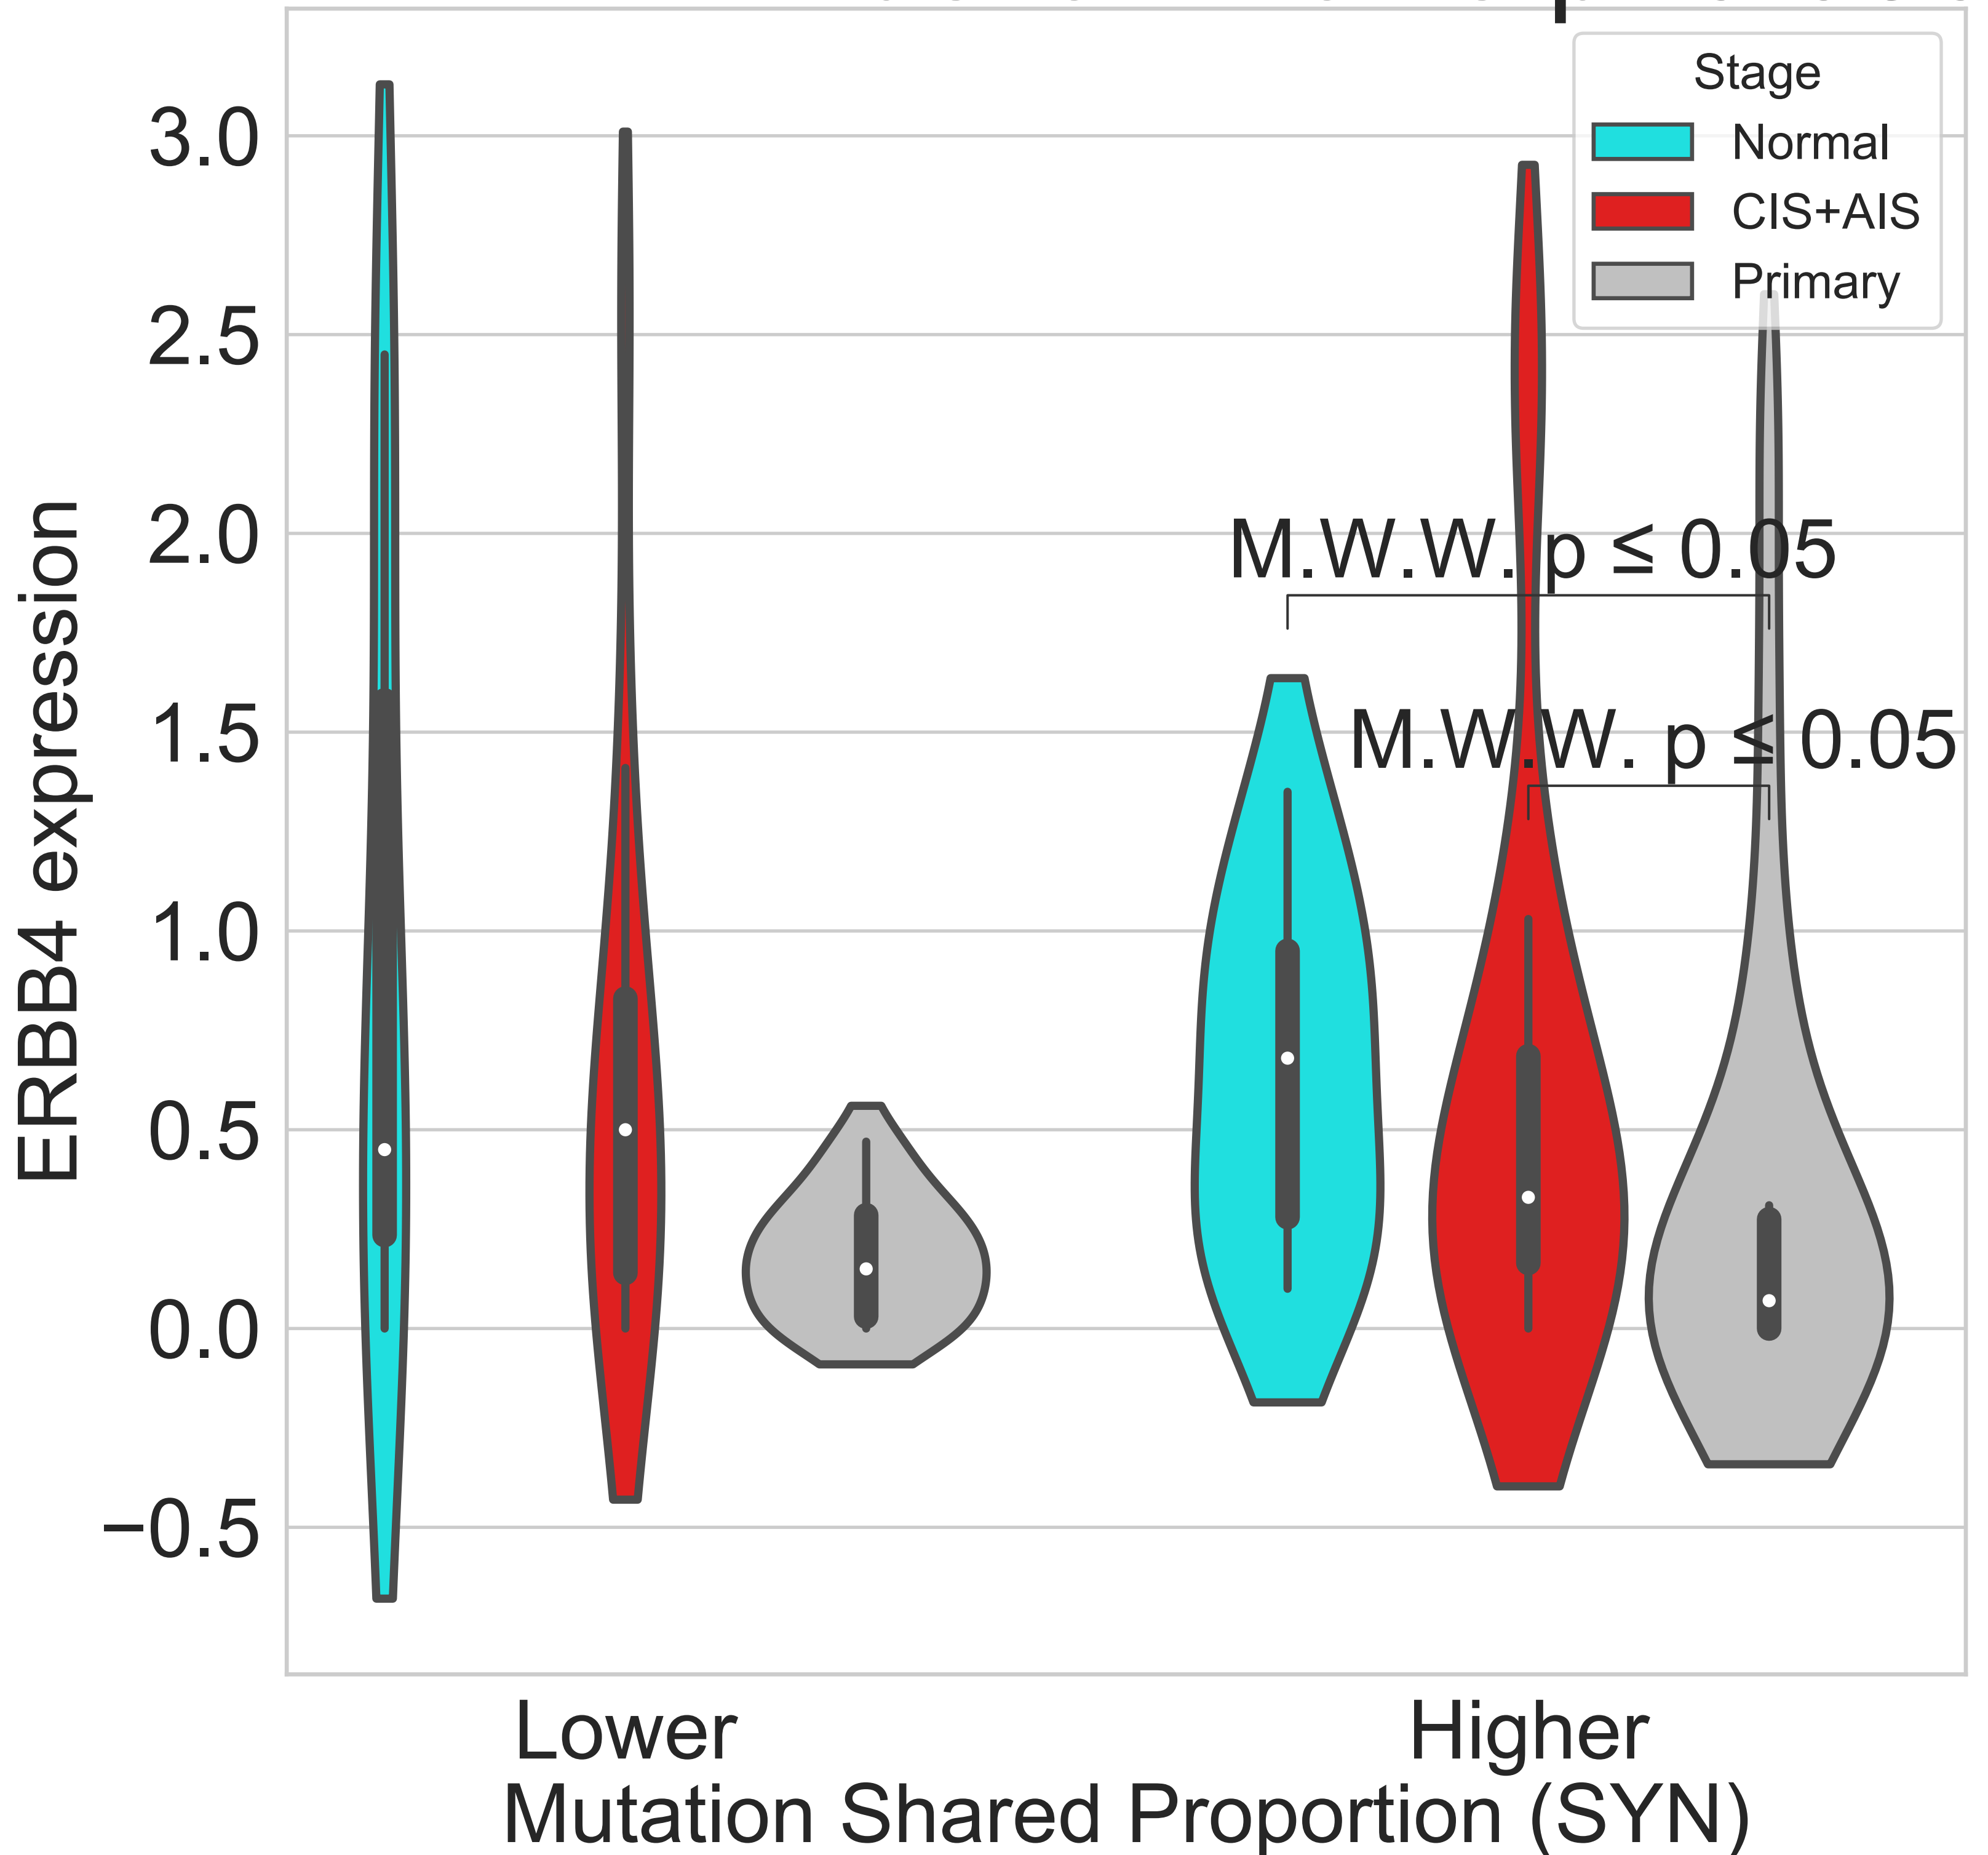 Stage
Normal
CIS+AIS
Primary
3.0
2.5
2.0
1.5
1.0
0.5
0.0
−0.5
ERBB4 expression
M.W.W. p ≤ 0.05
M.W.W. p ≤ 0.05
Lower
Higher
Mutation Shared Proportion (SYN)